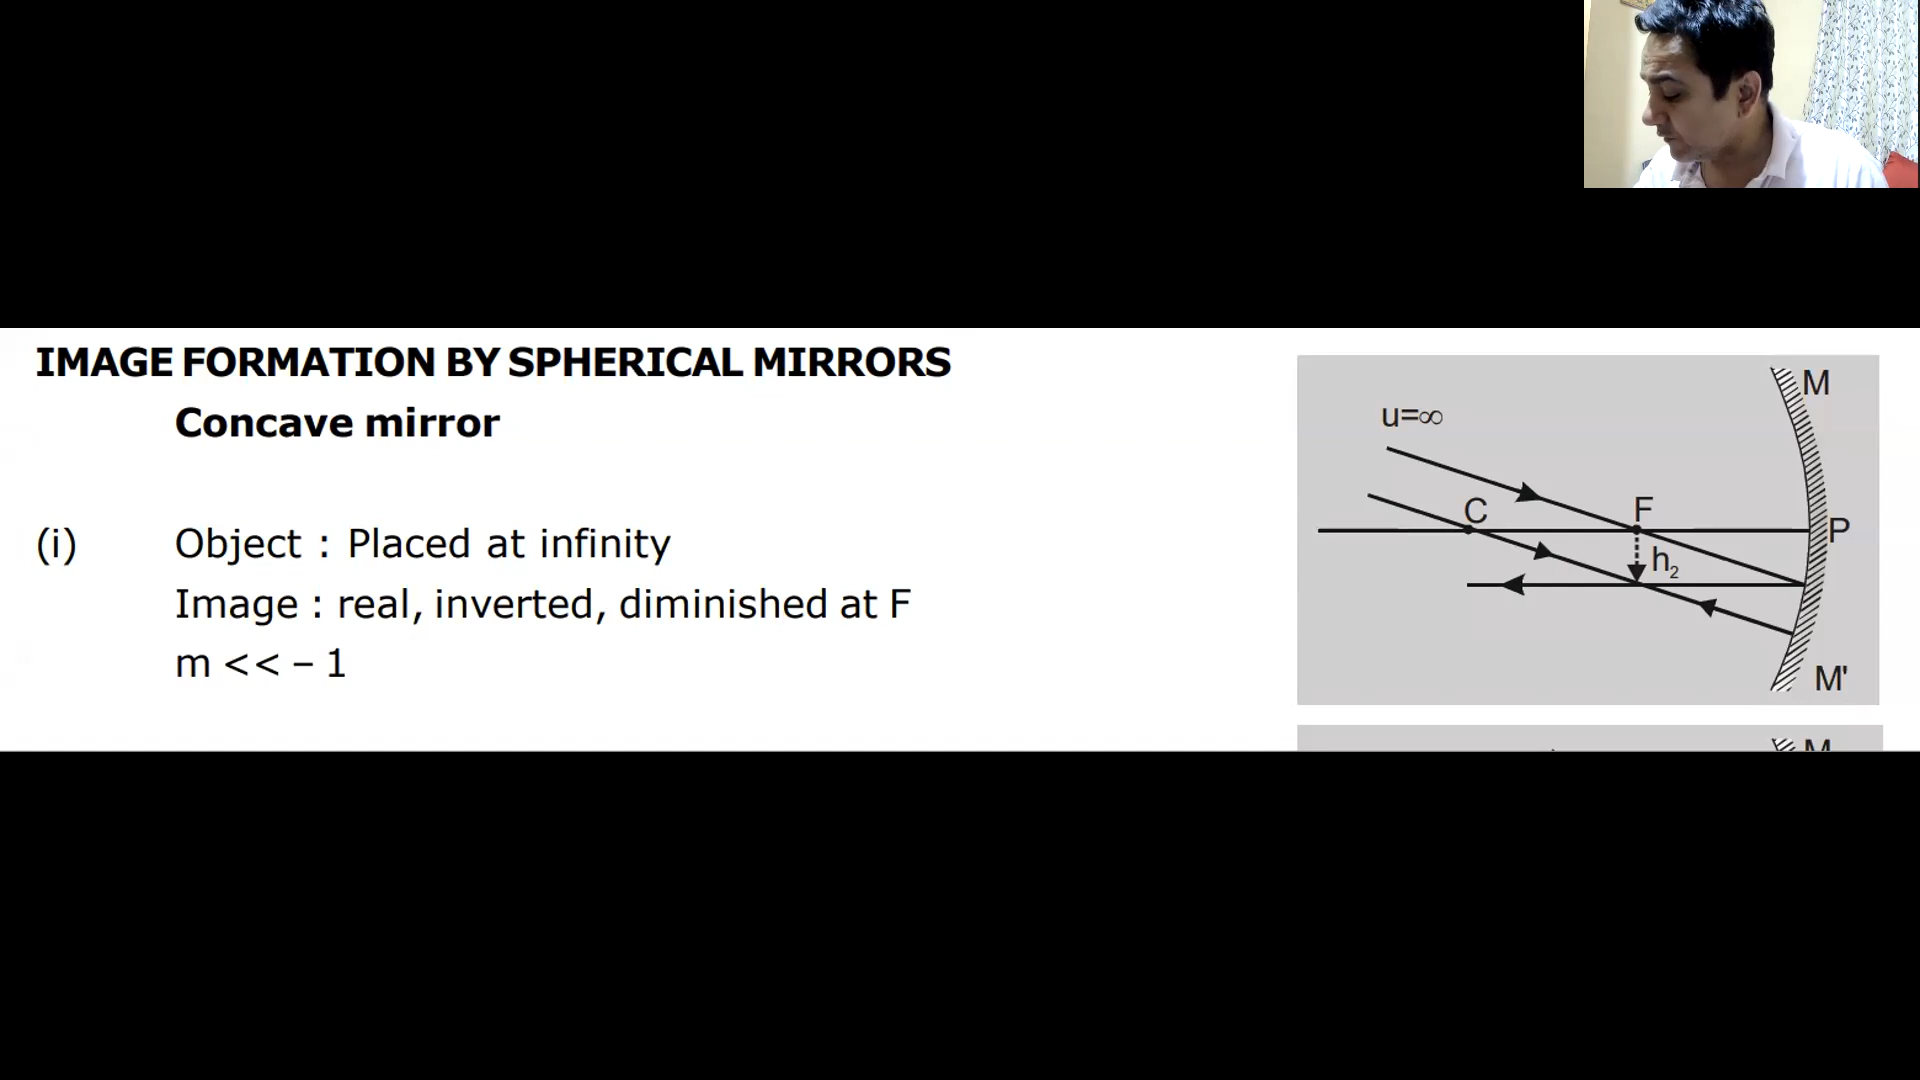 IMAGE FORMATION BY SPHERICAL MIRRORS
Concave mirror
(i) Object : Placed at infinity
Image : real, inverted, diminished at F
m << – 1
M
u=∞
C
F
P
h₂
M'
M